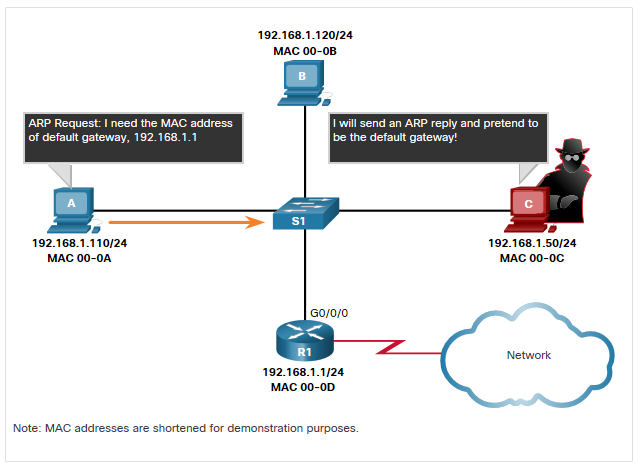 192.168.1.120/24
MAC 00-0B
B
ARP Request: I need the MAC address
of default gateway, 192.168.1.1
I will send an ARP reply and pretend to
be the default gateway!
A
C
S1
192.168.1.110/24
MAC 00-0A
192.168.1.50/24
MAC 00-0C
G0/0/0
R1
Network
192.168.1.1/24
MAC 00-0D
Note: MAC addresses are shortened for demonstration purposes.